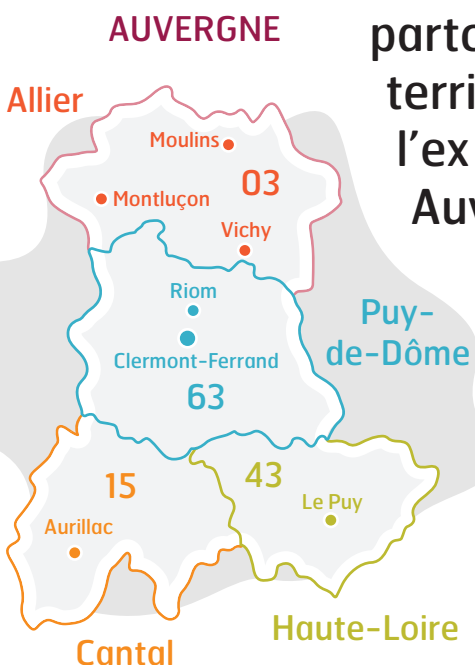 AUVERGNE
Allier
Moulins
03
Montluçon
Vichy
Riom
Clermont-Ferrand
63
Puy-
de-Dôme
15
Aurillac
43
Le Puy
Cantal
Haute-Loire
l'ex